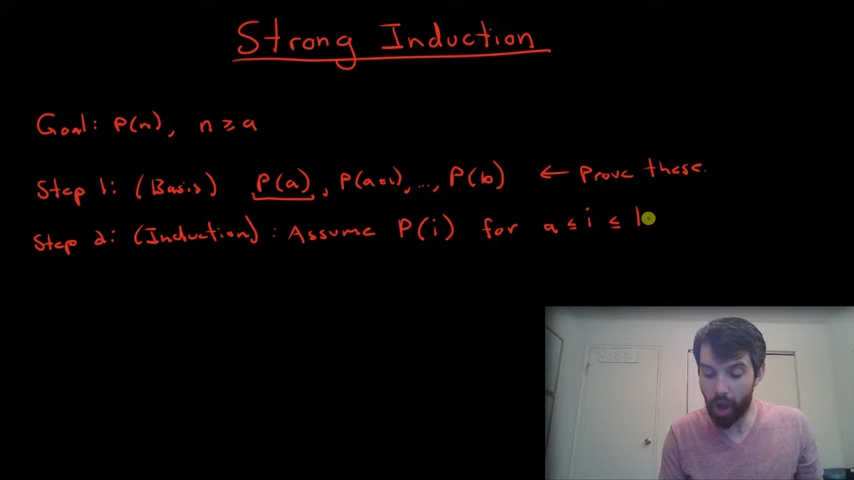 Strong Induction
Goal: P(n), n ≥ a
Step 1: (Basis) P(a), P(a+1), ..., P(b) ← Prove these.
Step 2: (Induction): Assume P(i) for a ≤ i ≤